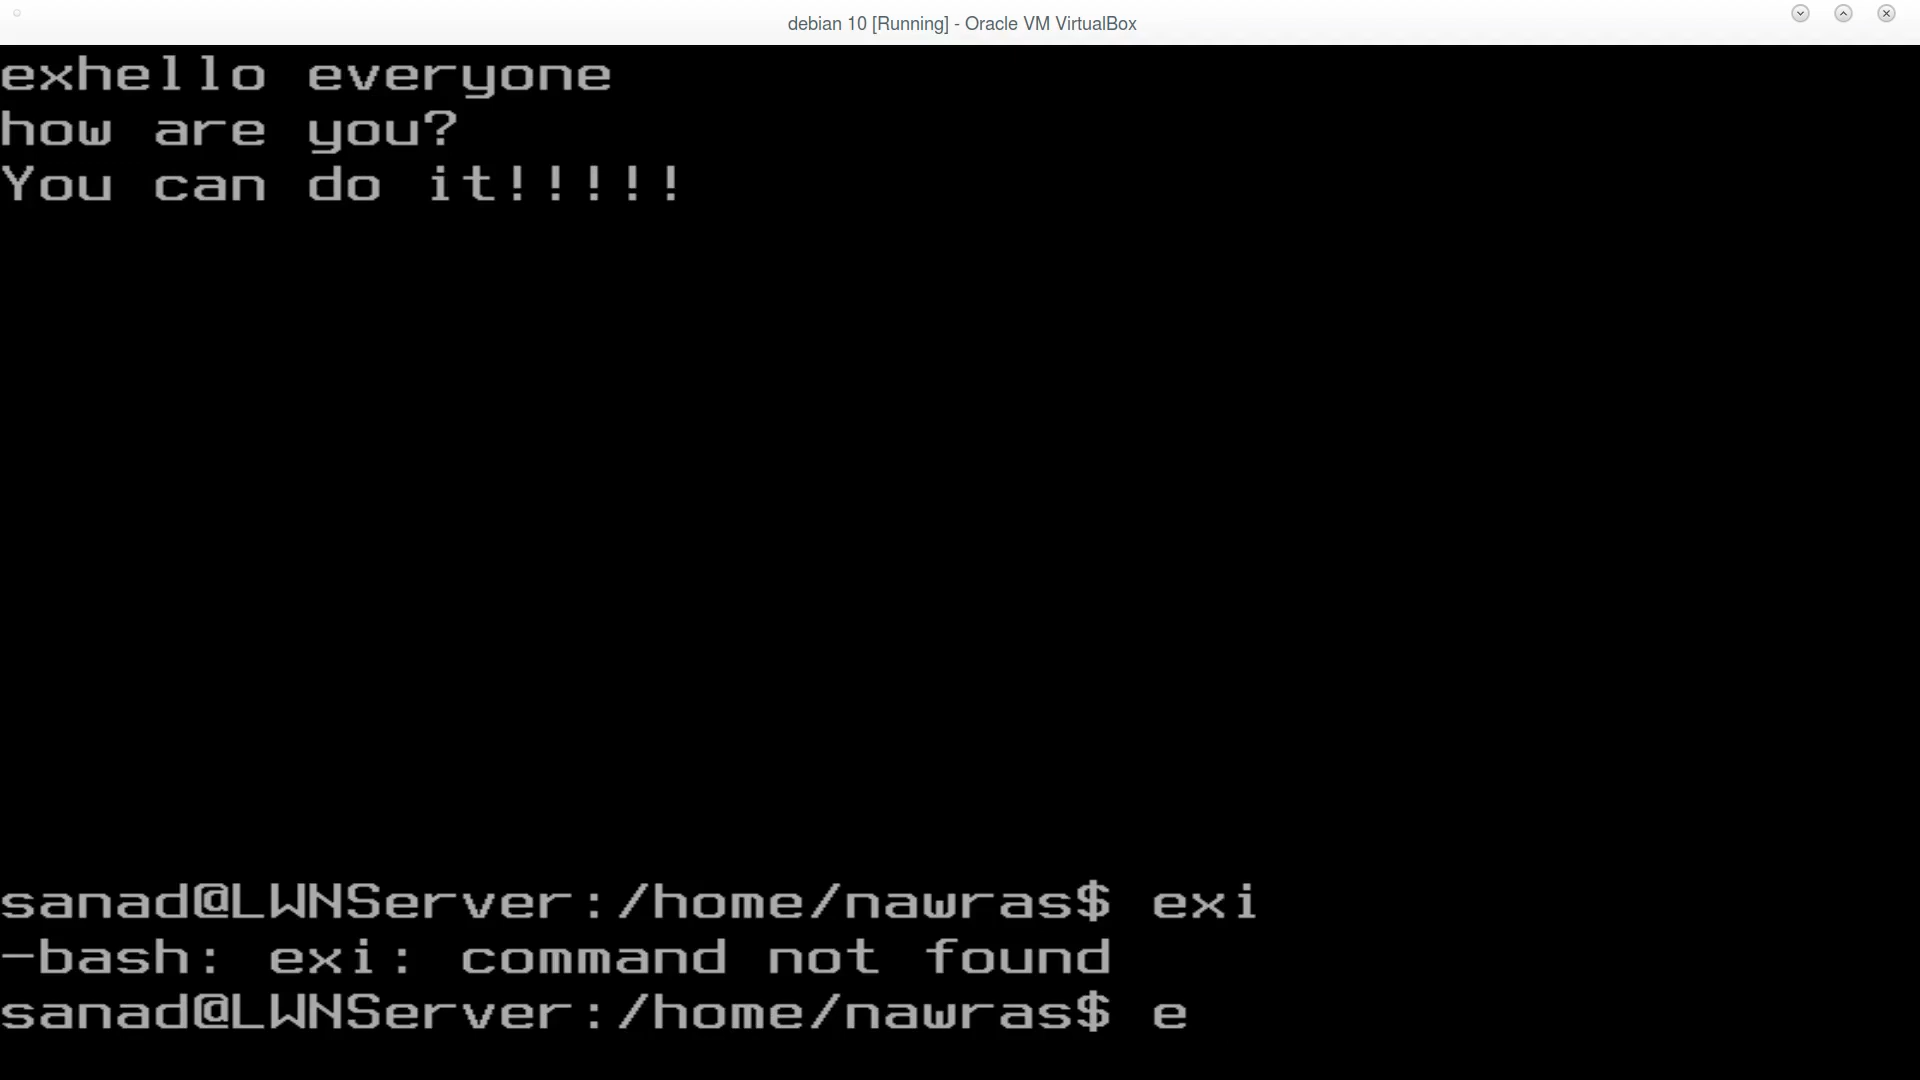 debian 10 [Running] - Oracle VM VirtualBox
exhello everyone
how are you?
You can do it!!!!!
sanad@LWNServer:/home/nawras$ exi
-bash: exi: command not found
sanad@LWNServer:/home/nawras$ e